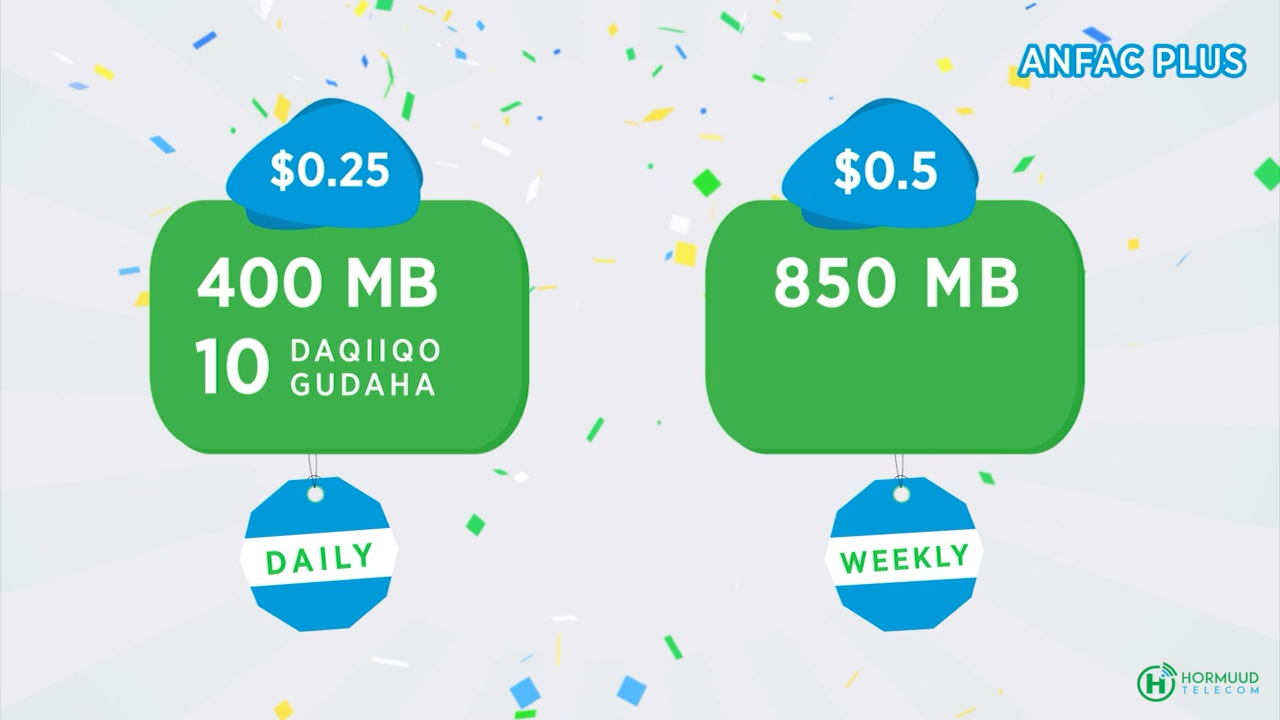 ANFAC PLUS
$0.25
400 MB
10 DAQIIQO
GUDAHA
DAILY
$0.5
850 MB
WEEKLY
HORMUUD
TELECOM